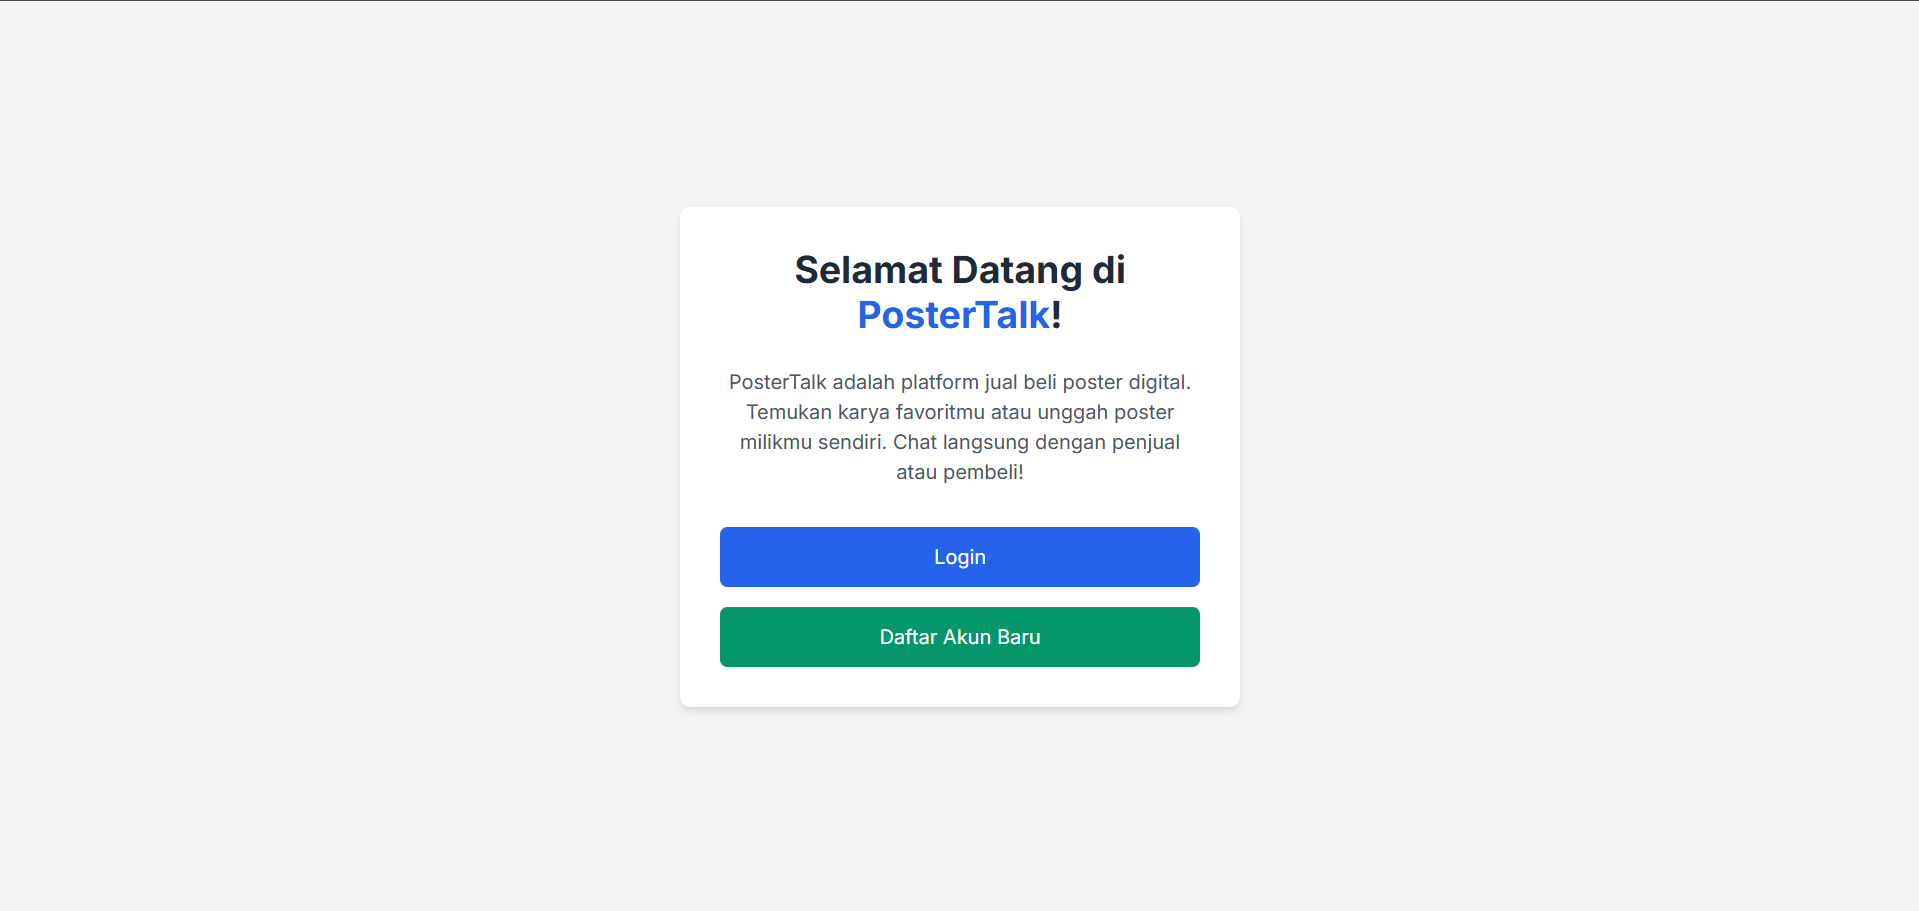 Selamat Datang di
PosterTalk!
PosterTalk adalah platform jual beli poster digital.
Temukan karya favoritmu atau unggah poster
milikmu sendiri. Chat langsung dengan penjual
atau pembeli!
Login
Daftar Akun Baru